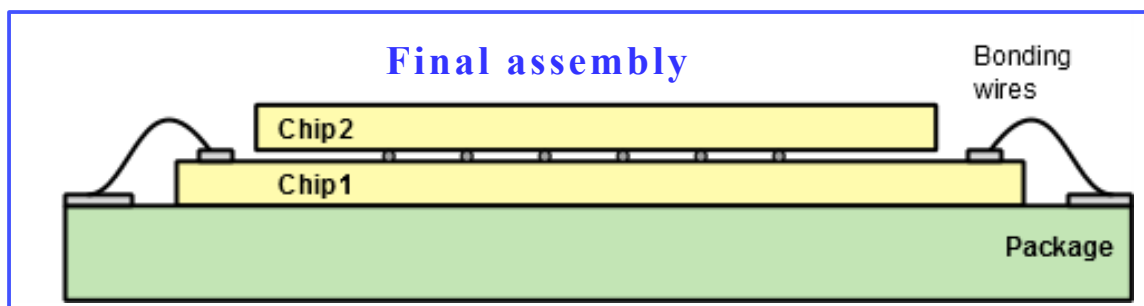 Final assembly
Bonding
wires
Chip2
Chip1
Package